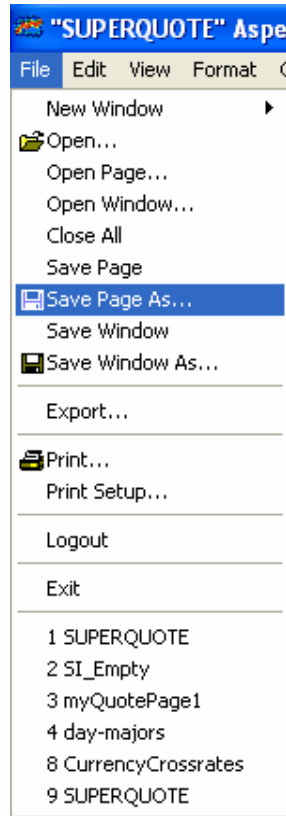 "SUPERQUOTE" Aspe
File Edit View Format
New Window
Open...
Open Page...
Open Window...
Close All
Save Page
Save Page As...
Save Window
Save Window As...
Export...
Print...
Print Setup...
Logout
Exit
1 SUPERQUOTE
2 SI_Empty
3 myQuotePage1
4 day-majors
8 CurrencyCrossrates
9 SUPERQUOTE